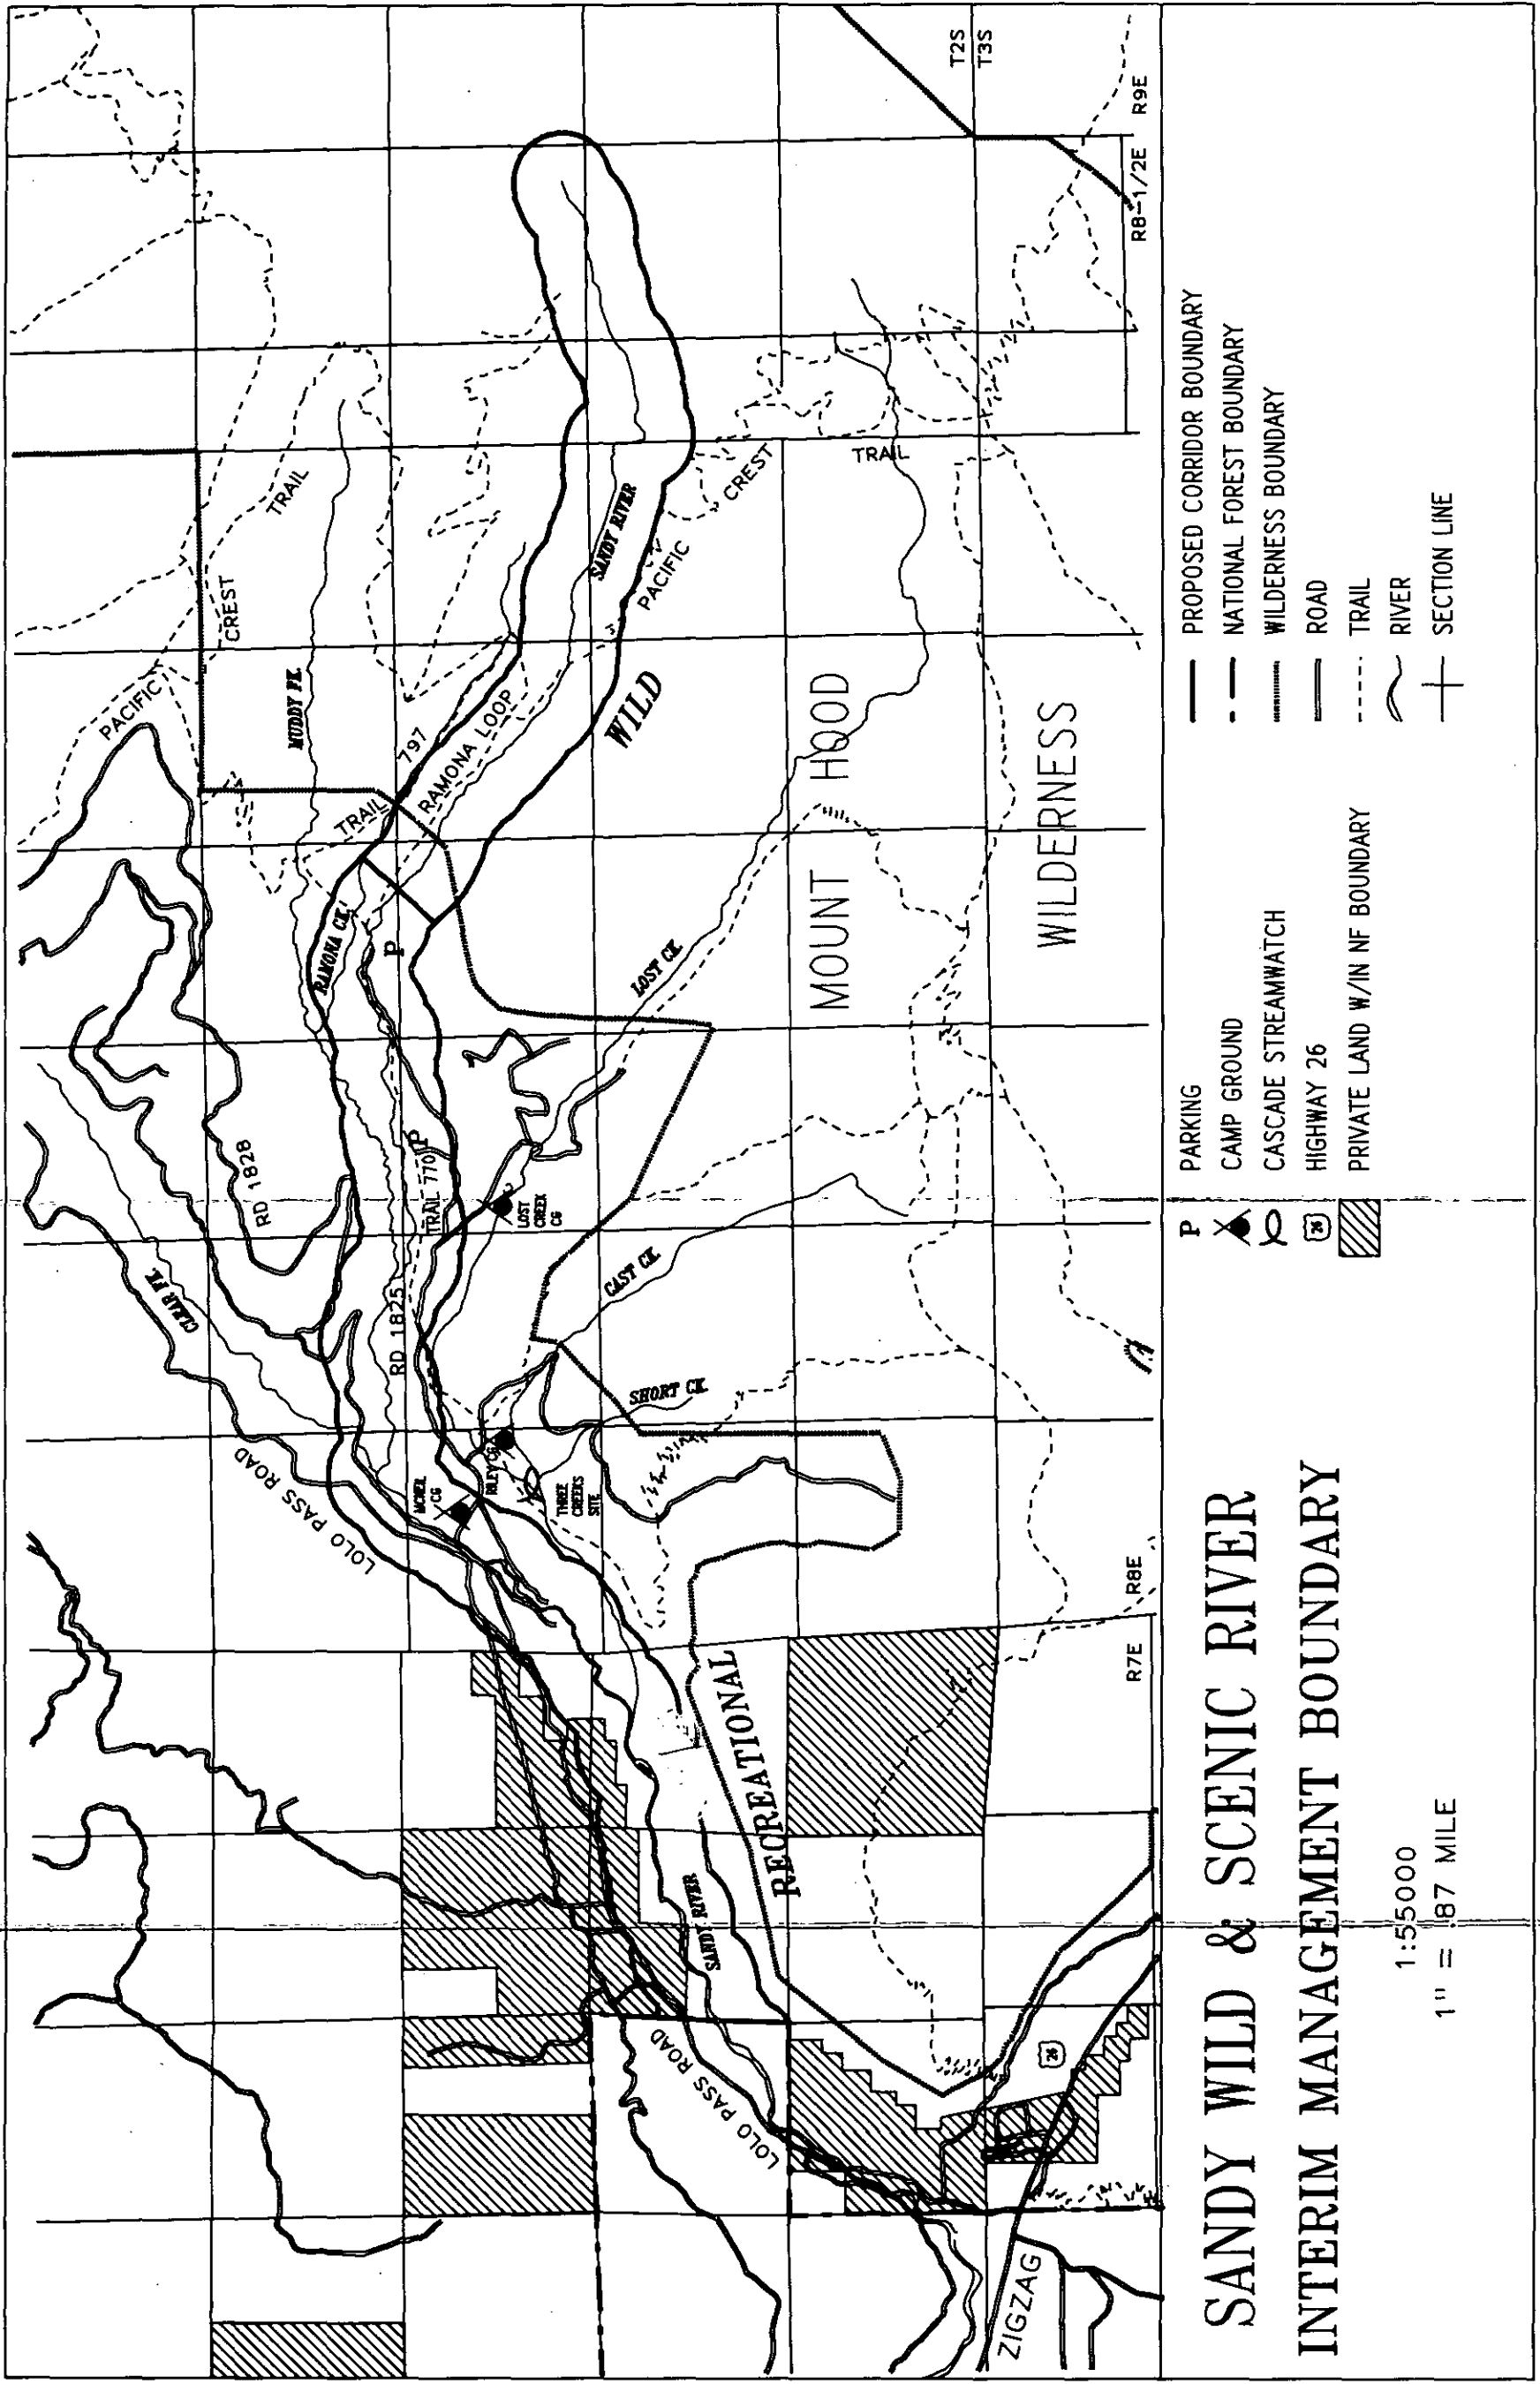 T2S
T3S
R9E
R8-1/2E
TRAIL
CREST
PACIFIC
MUDDY FK.
797
TRAIL
RAMONA LOOP
SANDY RIVER
PACIFIC
CREST
TRAIL
WILD
RAMONA CK.
P
LOST CK.
MOUNT HOOD
WILDERNESS
RD 1828
CLEAR FK.
TRAIL 770
P
LOST
CREEK
CG
RD 1825
CAST CK.
SHORT CK.
LOLO PASS ROAD
MCNEIL
CG
RILEY CG
THREE
CREEKS
SITE
R8E
R7E
RECREATIONAL
SANDY RIVER
LOLO PASS ROAD
26
ZIGZAG
SANDY WILD & SCENIC RIVER
INTERIM MANAGEMENT BOUNDARY
1:55000
1" = .87 MILE
P PARKING
CAMP GROUND
CASCADE STREAMWATCH
26 HIGHWAY 26
PRIVATE LAND W/IN NF BOUNDARY
PROPOSED CORRIDOR BOUNDARY
NATIONAL FOREST BOUNDARY
WILDERNESS BOUNDARY
ROAD
TRAIL
RIVER
SECTION LINE